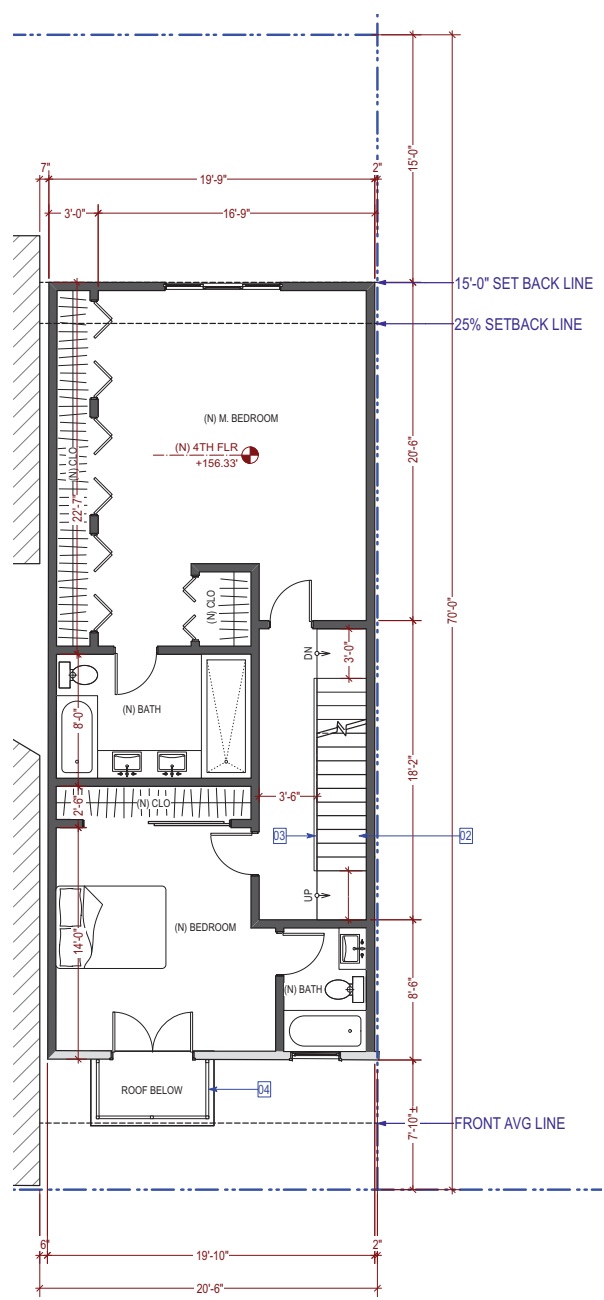 15'-0"
7"
19'-9"
2"
3'-0"
16'-9"
15'-0" SET BACK LINE
25% SETBACK LINE
(N) M. BEDROOM
(N) 4TH FLR
+156.33'
(N) CLO
22'-7"
20'-6"
70'-0"
(N) CLO
DN
3'-0"
(N) BATH
8'-0"
18'-2"
2'-6"
(N) CLO
3'-6"
03
02
UP
(N) BEDROOM
14'-0"
(N) BATH
8'-6"
ROOF BELOW
04
7'-10"±
FRONT AVG LINE
6"
19'-10"
2"
20'-6"